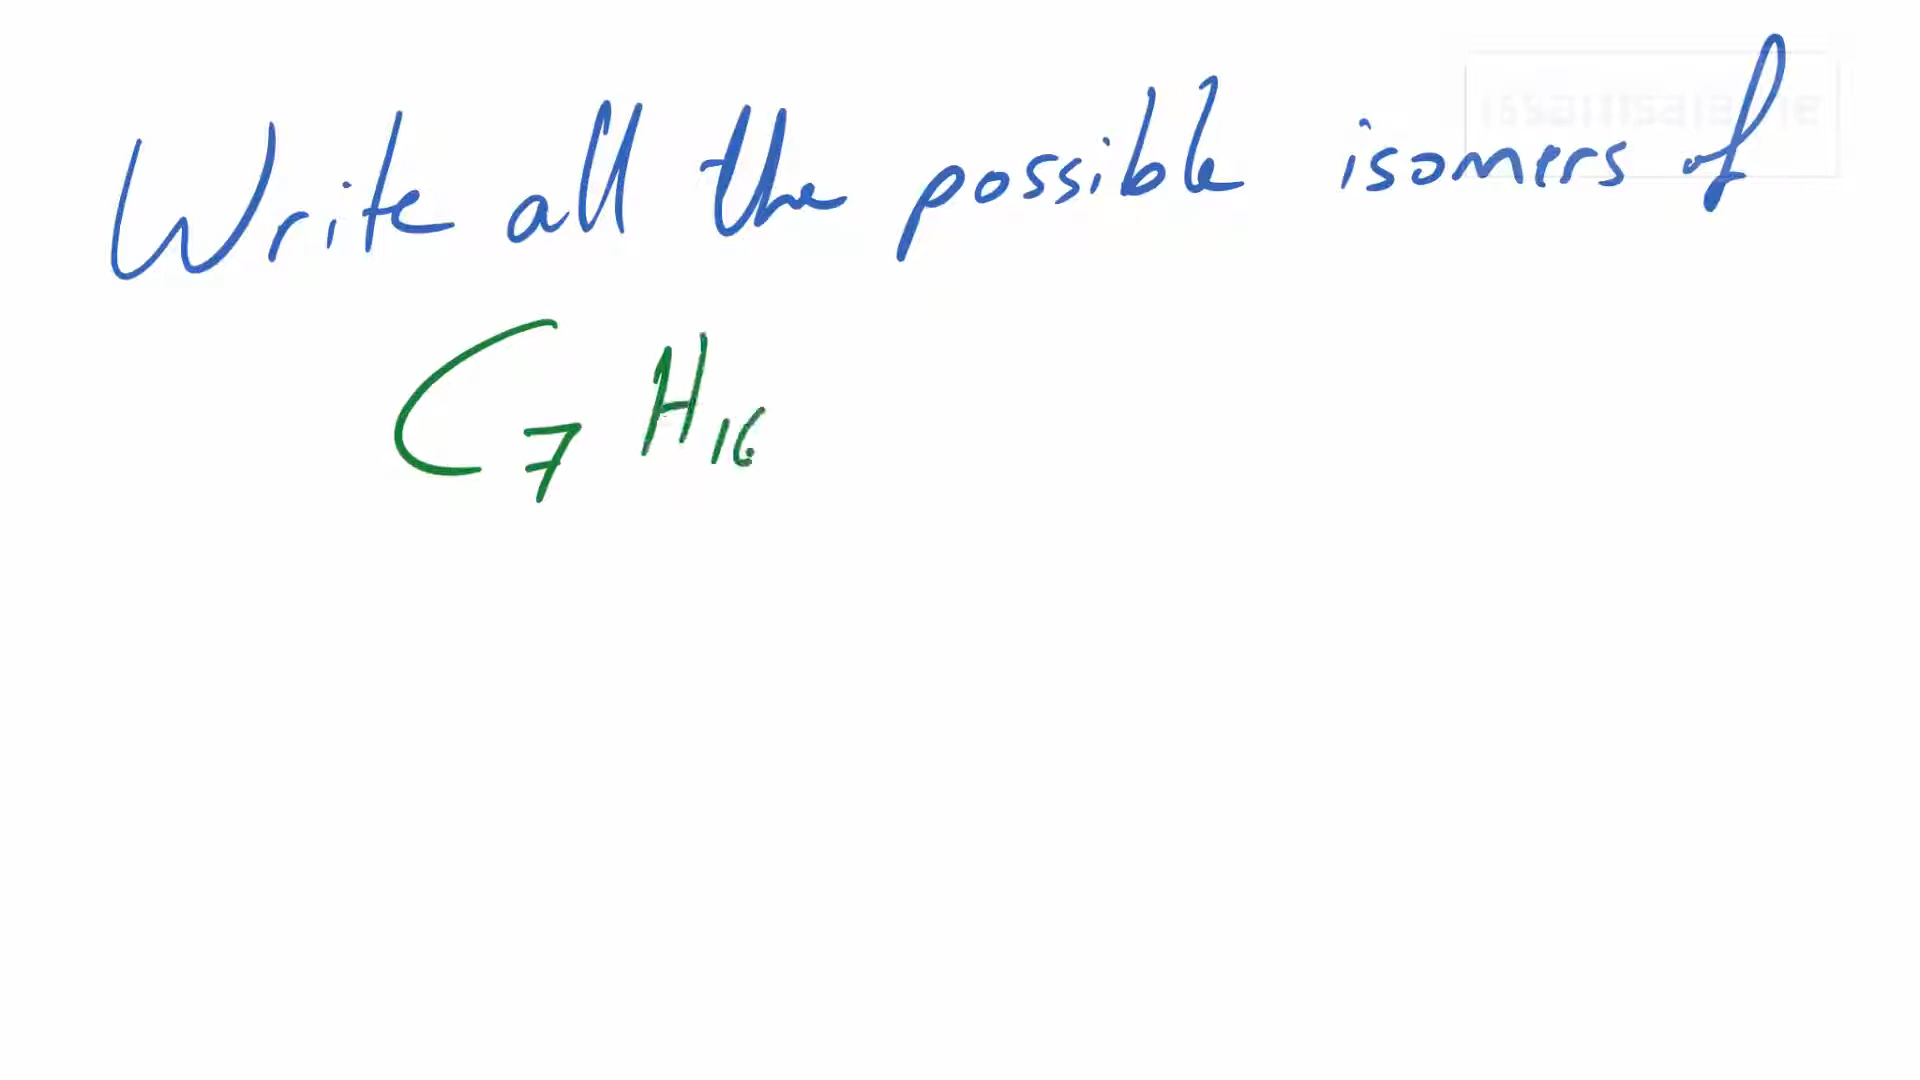 Write all the possible isomers of
C₇ H₁₆